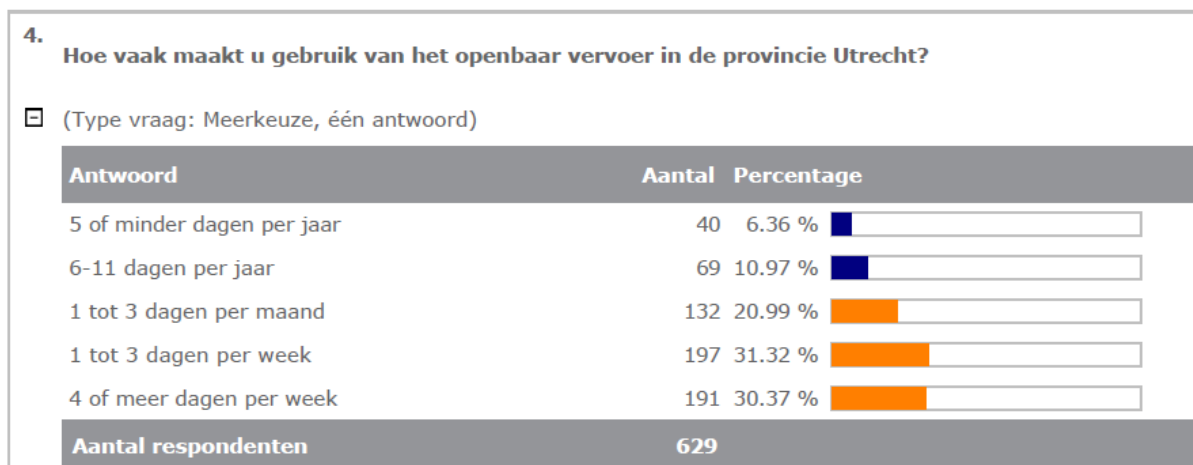 4.
Hoe vaak maakt u gebruik van het openbaar vervoer in de provincie Utrecht?
(Type vraag: Meerkeuze, één antwoord)
Antwoord Aantal Percentage
5 of minder dagen per jaar 40 6.36 %
6-11 dagen per jaar 69 10.97 %
1 tot 3 dagen per maand 132 20.99 %
1 tot 3 dagen per week 197 31.32 %
4 of meer dagen per week 191 30.37 %
Aantal respondenten 629